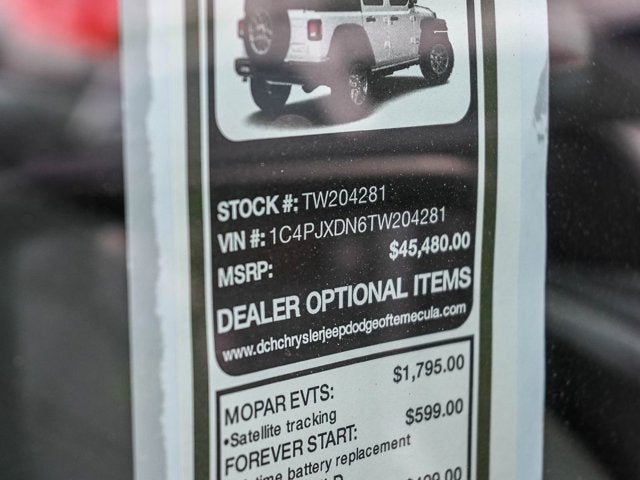 STOCK #: TW204281
VIN #: 1C4PJXDN6TW204281
MSRP: $45,480.00
DEALER OPTIONAL ITEMS
www.dchchryslerjeepdodgeoftemecula.com
MOPAR EVTS: $1,795.00
•Satellite tracking
FOREVER START: $599.00
time battery replacement